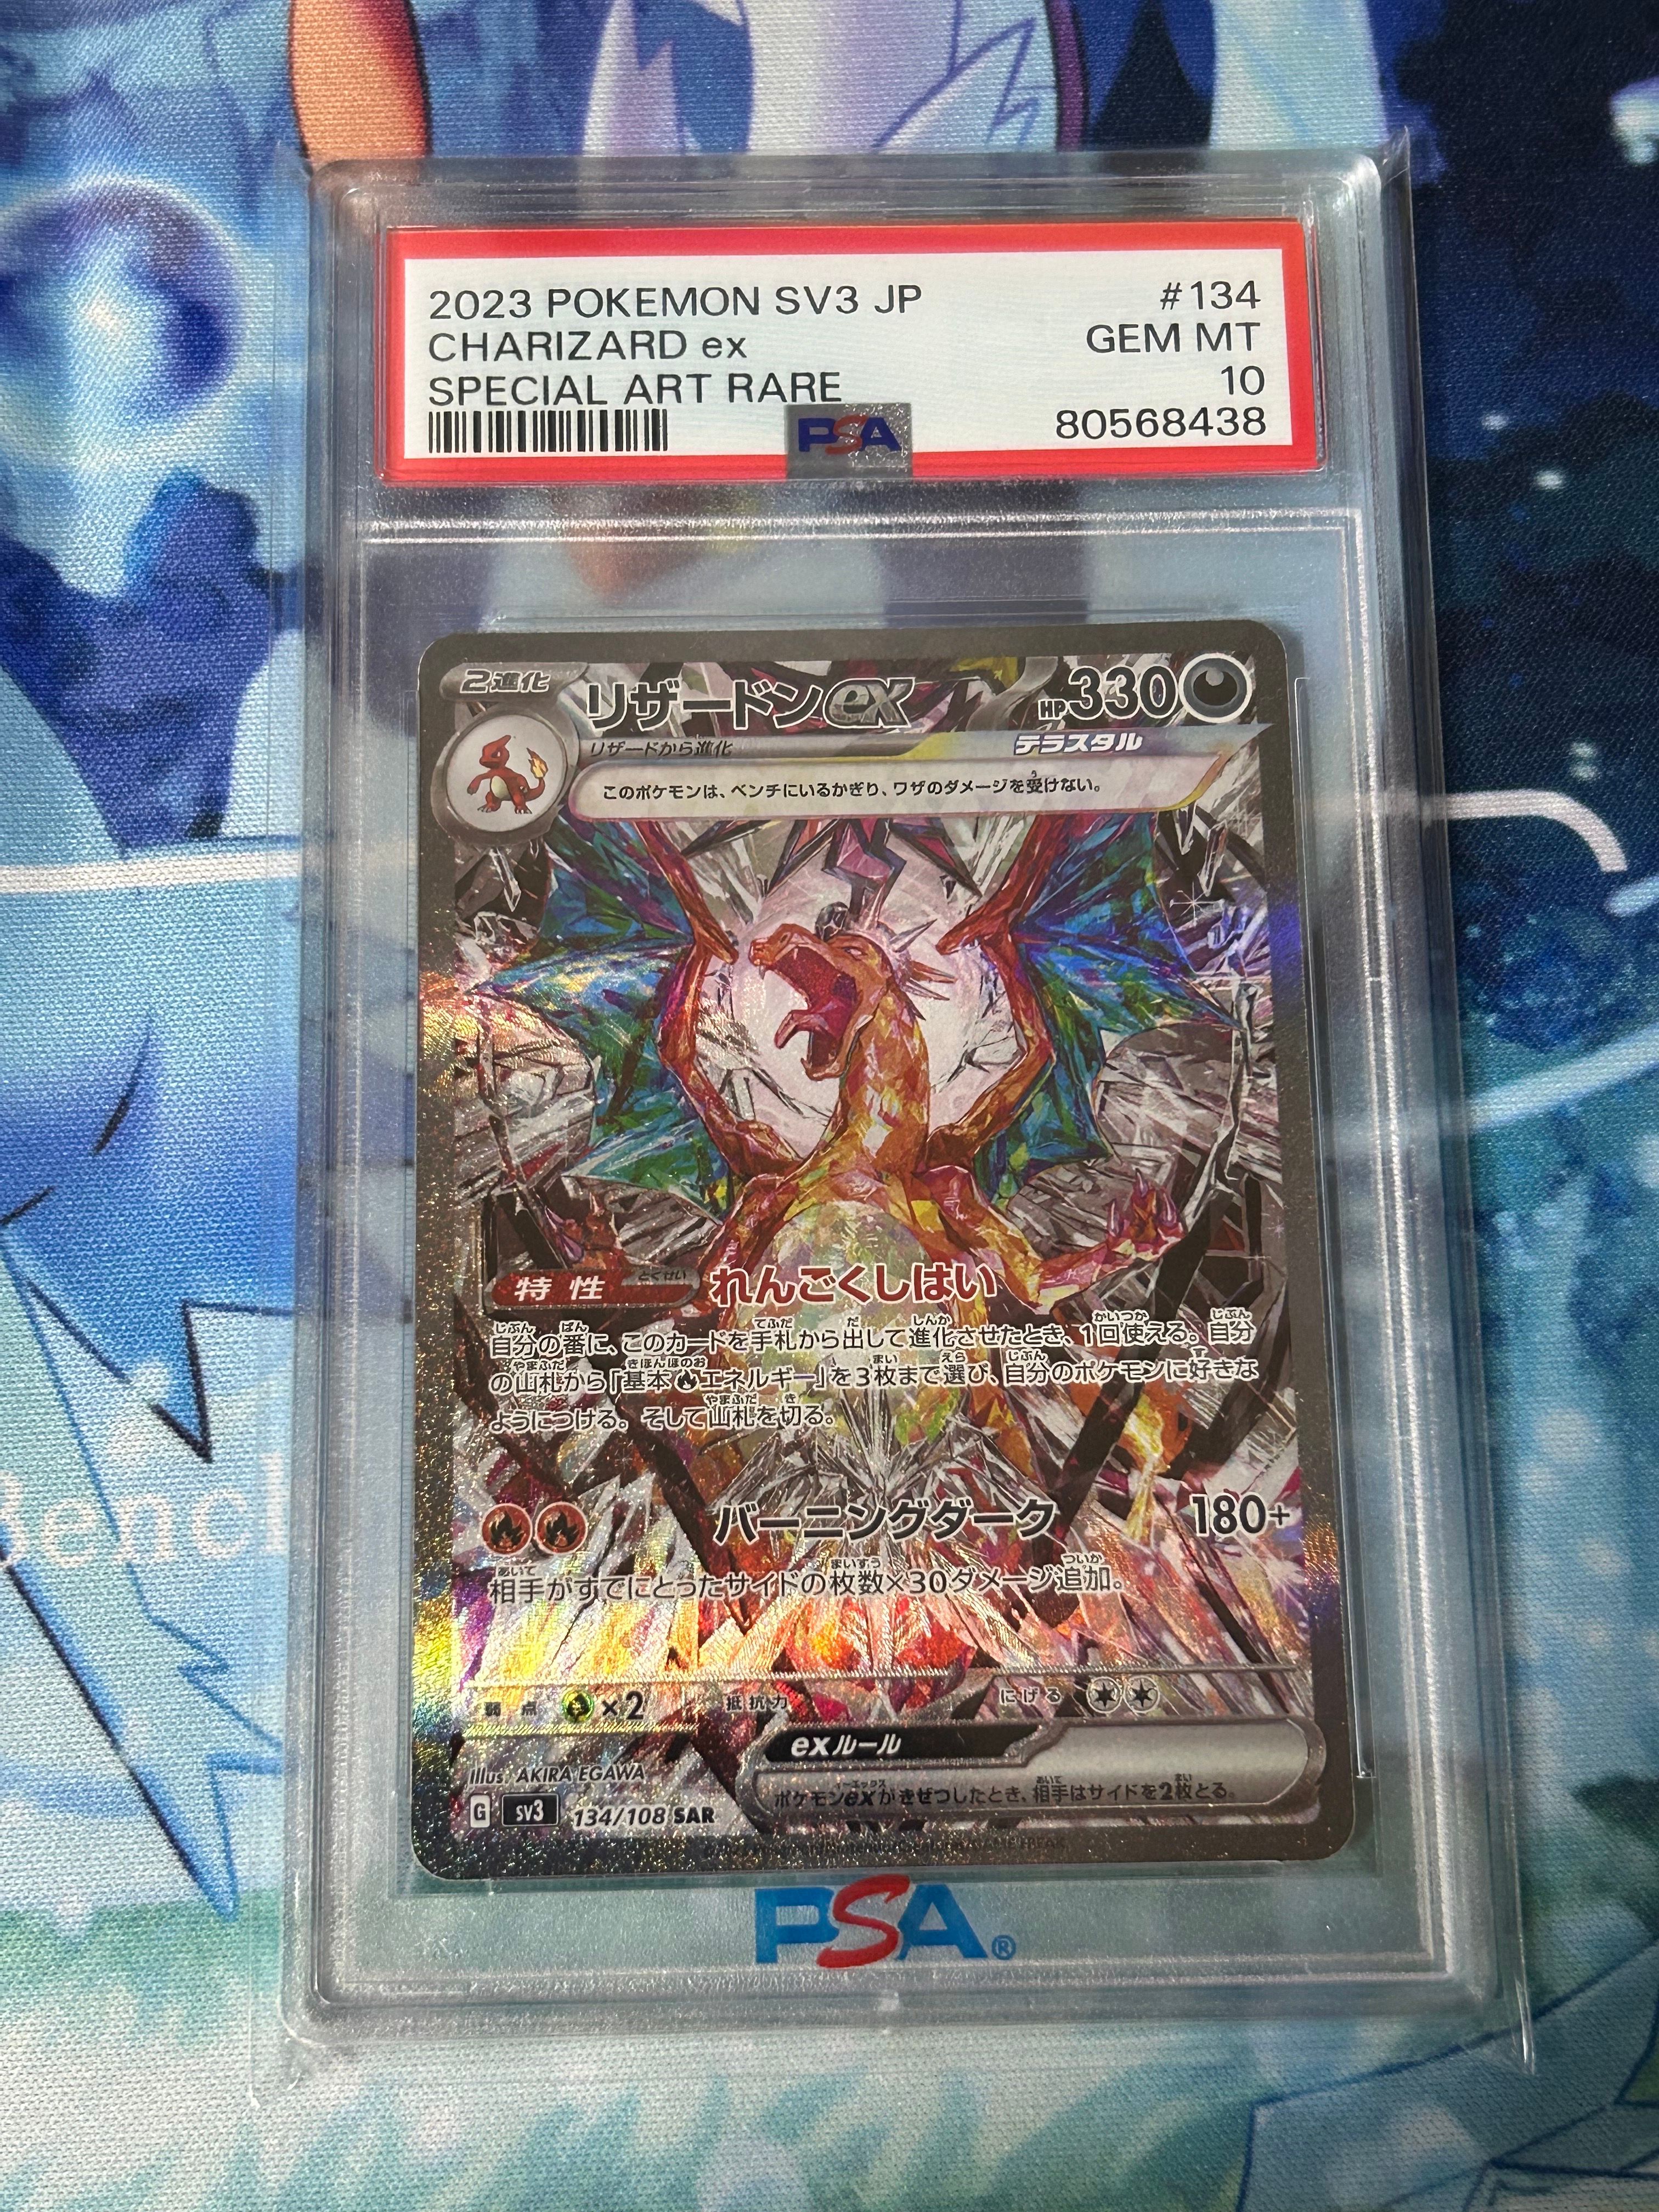 2023 POKEMON SV3 JP #134
CHARIZARD ex GEM MT
SPECIAL ART RARE 10
80568438
PSA
2進化
リザードンex HP330
リザードから進化 テラスタル
このポケモンは、ベンチにいるかぎり、ワザのダメージを受けない。
特性 とくせい れんごくしはい
自分の番に、このカードを手札から出して進化させたとき、1回使える。自分
の山札から「基本エネルギー」を3枚まで選び、自分のポケモンに好きな
ようにつける。そして山札を切る。
バーニングダーク 180+
相手がすでにとったサイドの枚数×30ダメージ追加。
弱点 ×2 抵抗力 にげる
exルール
ポケモンexがきぜつしたとき、相手はサイドを2枚とる。
Illus. AKIRA EGAWA
G SV3 134/108 SAR
PSA®
Bench